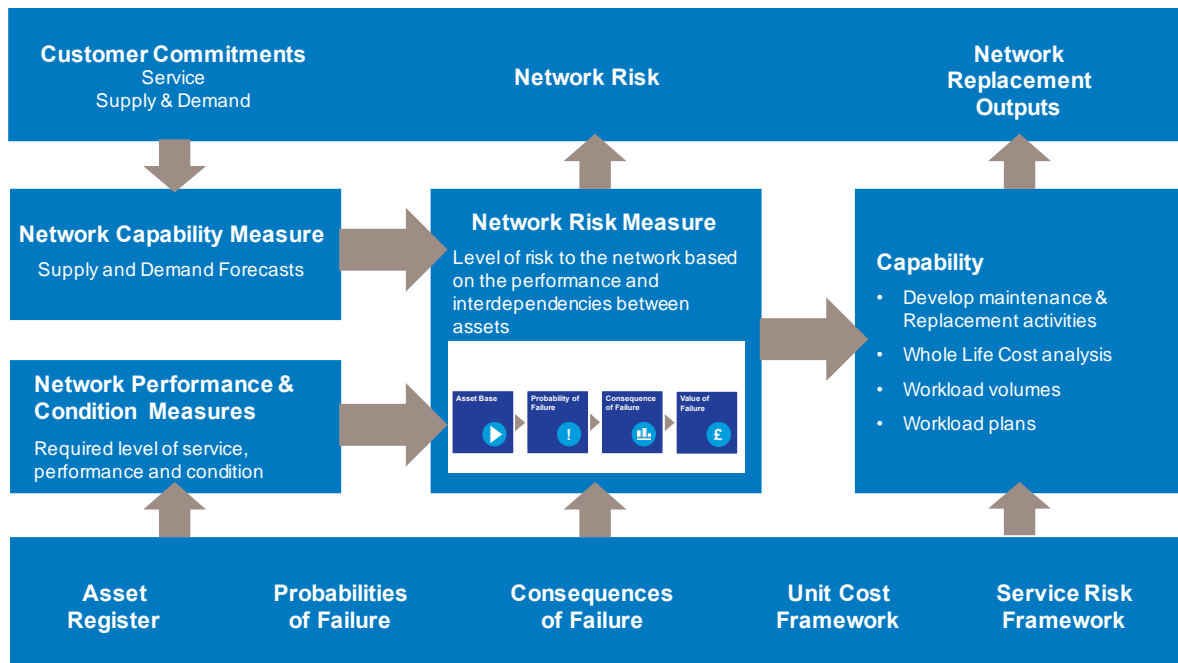 Customer Commitments
Service
Supply & Demand
Network Risk
Network
Replacement
Outputs
Network Capability Measure
Supply and Demand Forecasts
Network Performance &
Condition Measures
Required level of service,
performance and condition
Network Risk Measure
Level of risk to the network based
on the performance and
interdependencies between
assets
Asset Base
Probability of
Failure
!
Consequence
of Failure
Value of
Failure
£
Capability
• Develop maintenance &
Replacement activities
• Whole Life Cost analysis
• Workload volumes
• Workload plans
Asset
Register
Probabilities
of Failure
Consequences
of Failure
Unit Cost
Framework
Service Risk
Framework